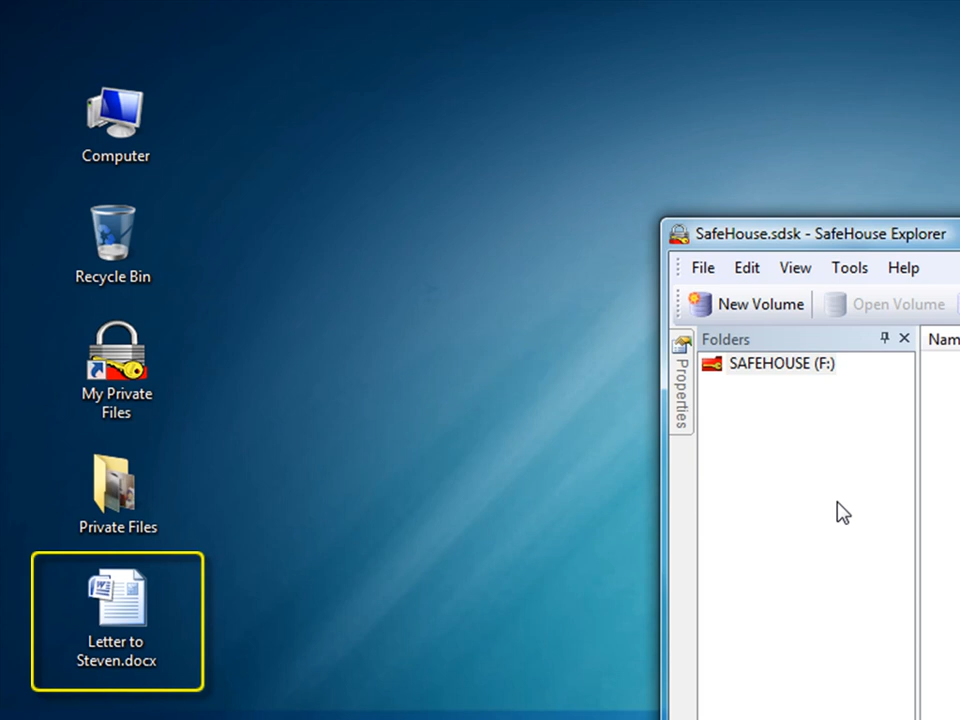 Computer
Recycle Bin
My Private
Files
Private Files
Letter to
Steven.docx
SafeHouse.sdsk - SafeHouse Explorer
File Edit View Tools Help
New Volume Open Volume
Folders
SAFEHOUSE (F:)
Properties